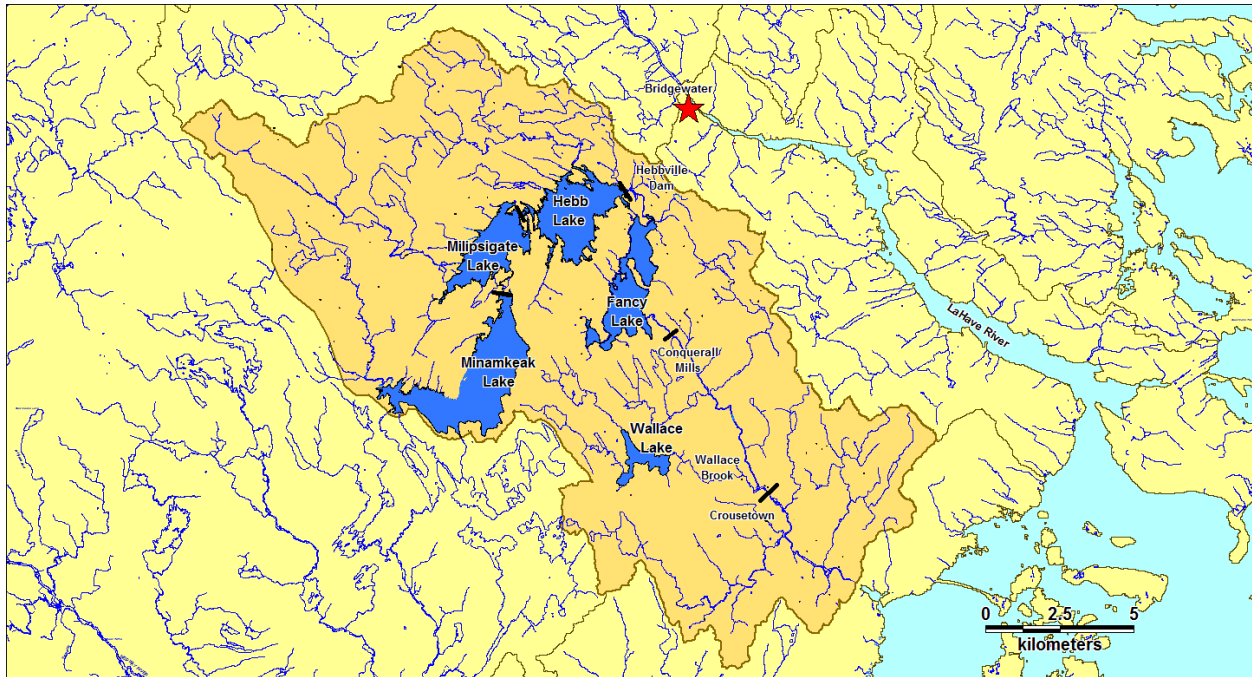 Bridgewater
Hebbville
Dam
Hebb
Lake
Milipsigate
Lake
Fancy
Lake
LaHave River
Conquerall
Mills
Minamkeak
Lake
Wallace
Lake
Wallace
Brook
Crousetown
0 2.5 5
kilometers